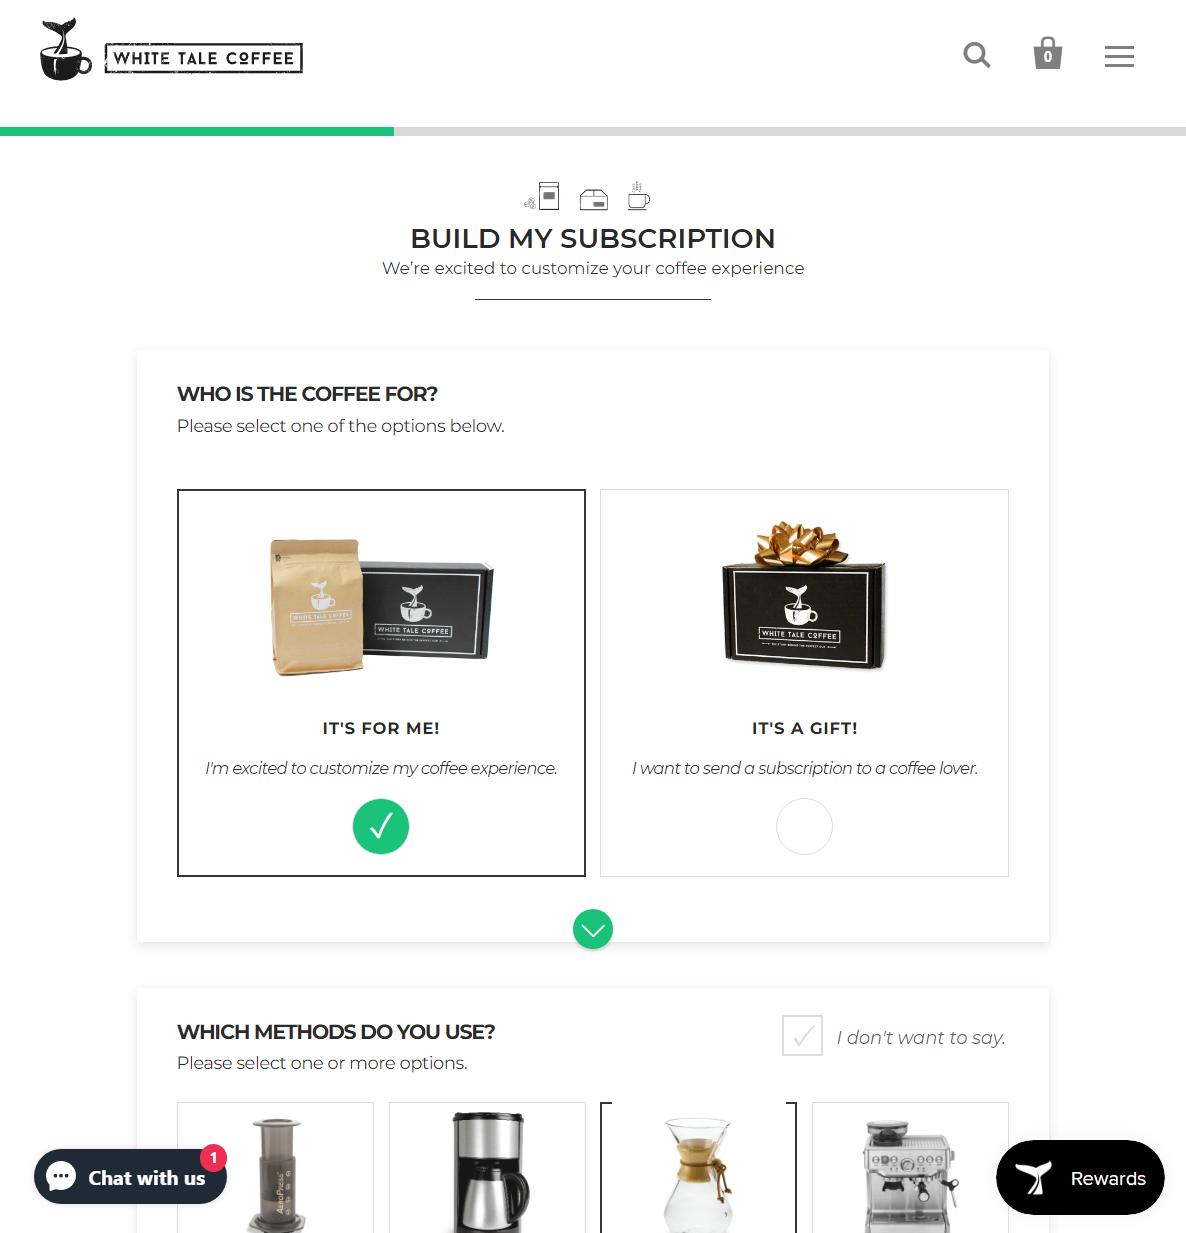 WHITE TALE COFFEE
0
BUILD MY SUBSCRIPTION
We’re excited to customize your coffee experience
WHO IS THE COFFEE FOR?
Please select one of the options below.
WHITE TALE COFFEE
WHITE TALE COFFEE
WHITE TALE COFFEE
IT'S FOR ME!
IT'S A GIFT!
I'm excited to customize my coffee experience.
I want to send a subscription to a coffee lover.
WHICH METHODS DO YOU USE?
I don't want to say.
Please select one or more options.
AeroPress
Chat with us
1
Rewards